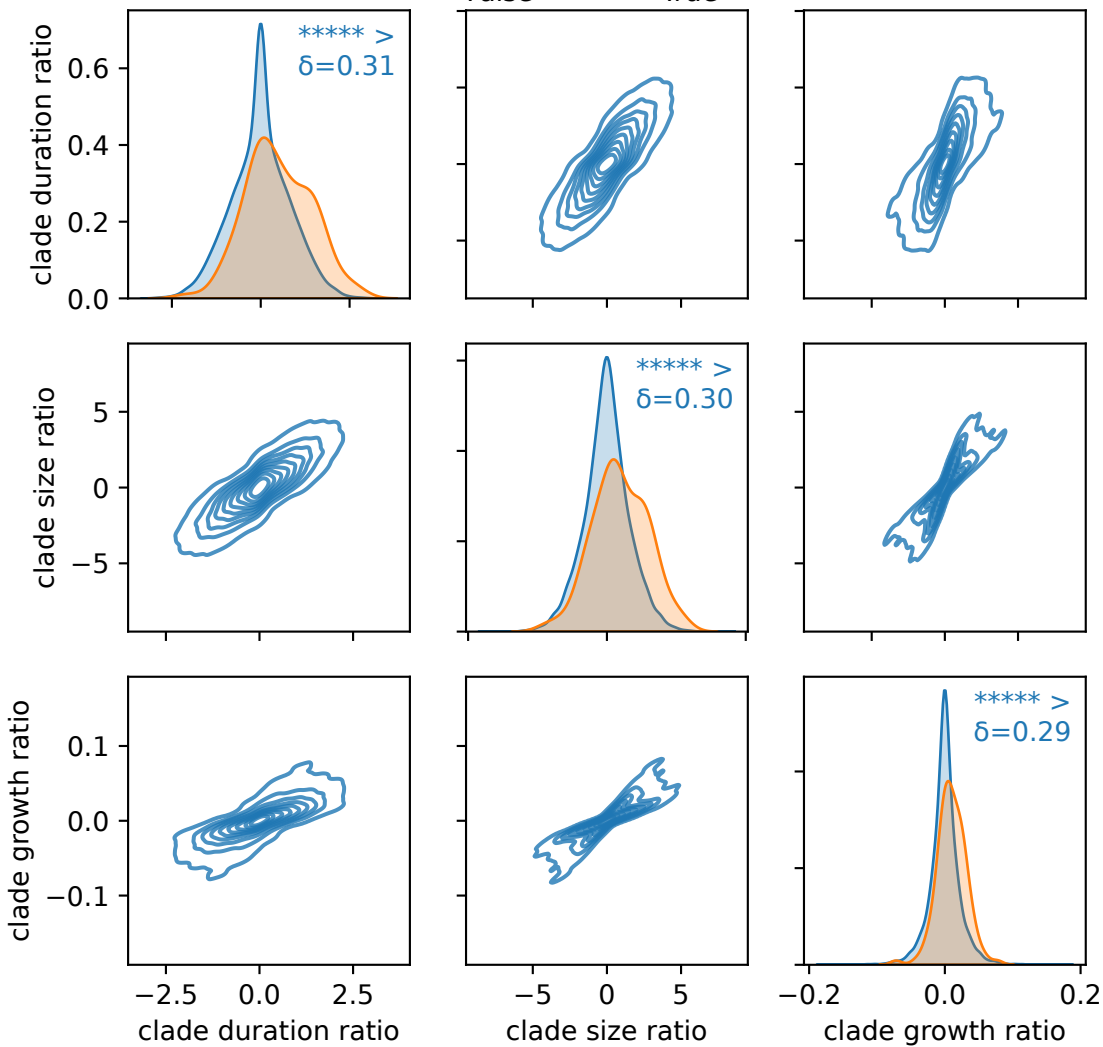 ***** >
δ=0.31
0.6
0.4
0.2
0.0
clade duration ratio
***** >
δ=0.30
5
0
−5
clade size ratio
***** >
δ=0.29
0.1
0.0
−0.1
clade growth ratio
−2.5 0.0 2.5
−5 0 5
−0.2 0.0 0.2
clade duration ratio
clade size ratio
clade growth ratio